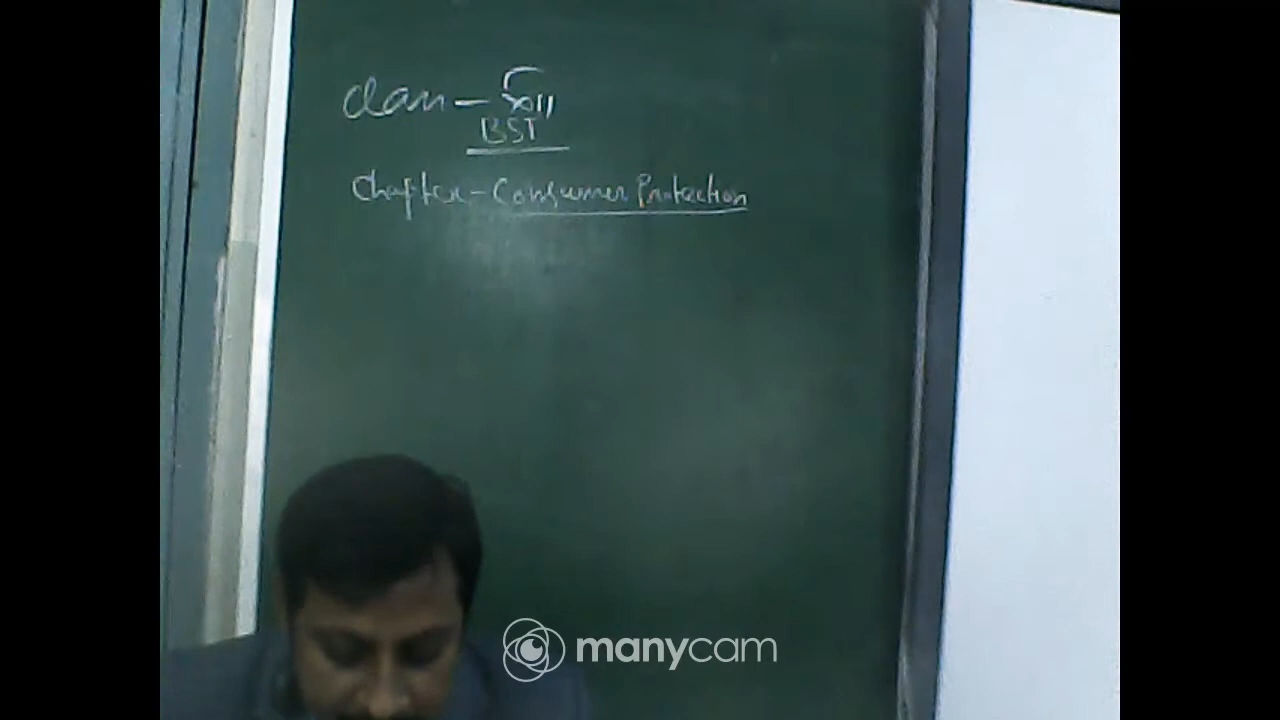 Class - XII
BST
Chapter - Consumer Protection
manycam